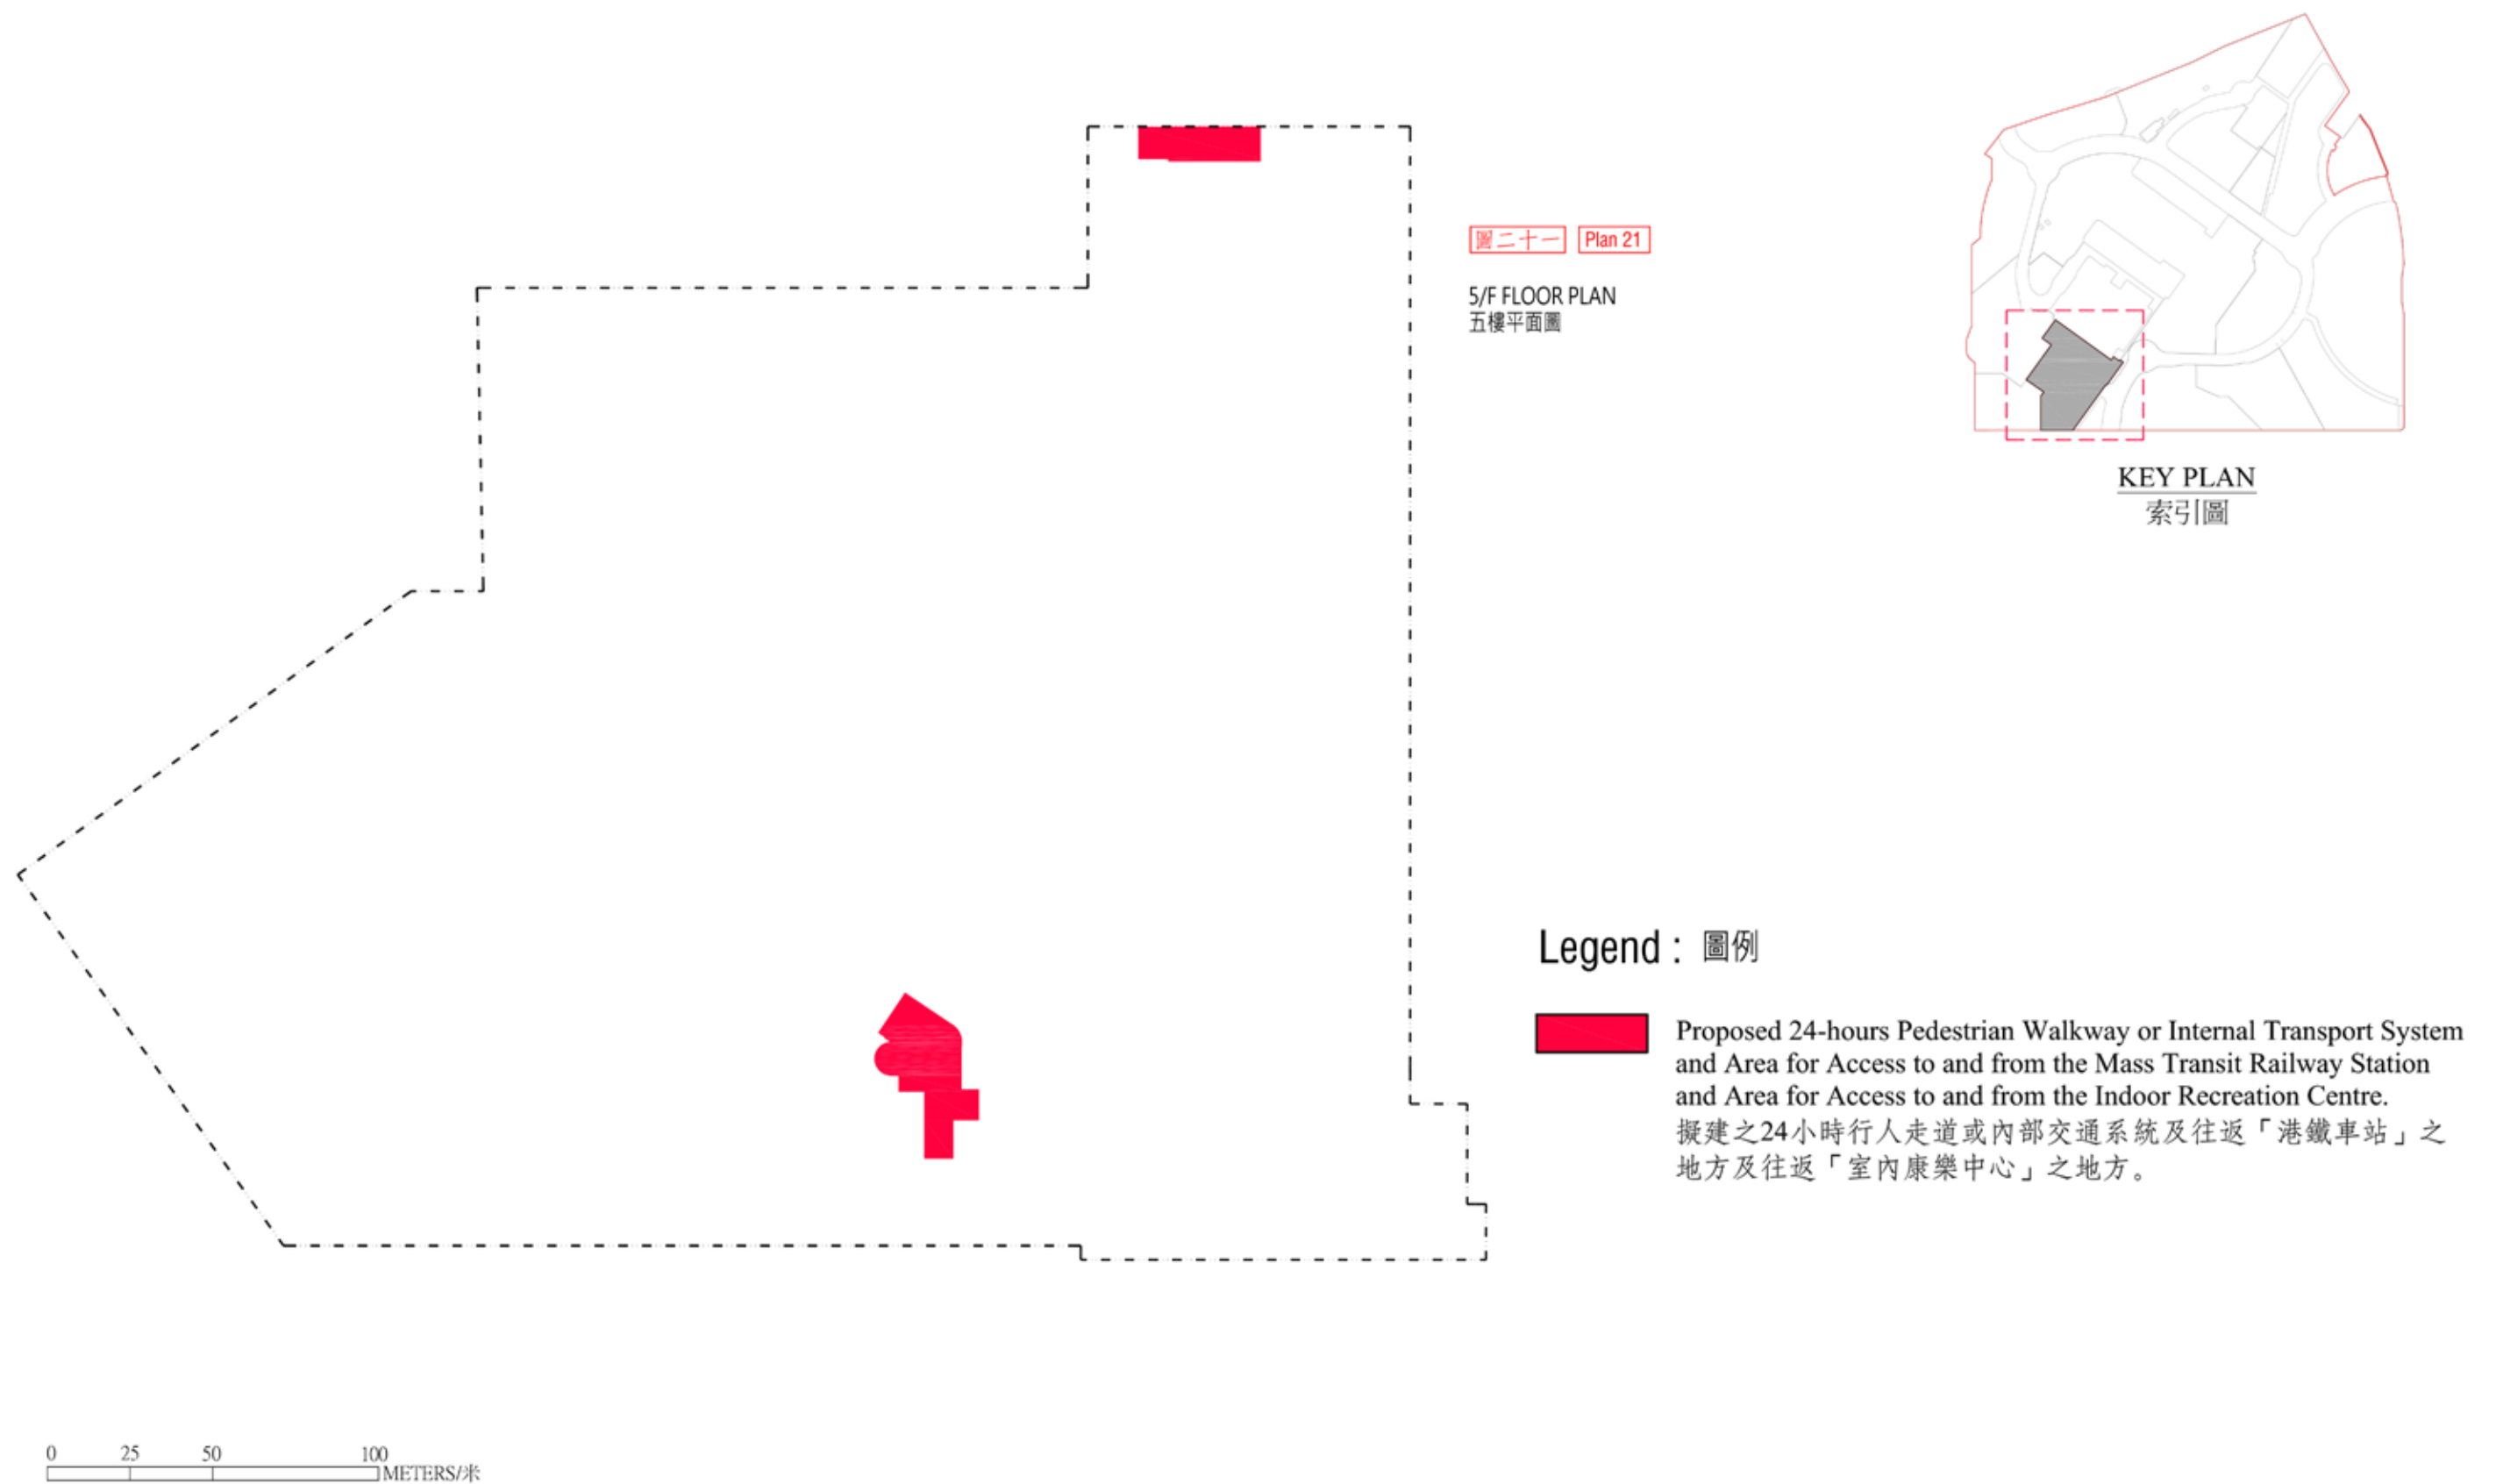 圖二十一 Plan 21
5/F FLOOR PLAN
五樓平面圖
KEY PLAN
索引圖
Legend : 圖例
Proposed 24-hours Pedestrian Walkway or Internal Transport System
and Area for Access to and from the Mass Transit Railway Station
and Area for Access to and from the Indoor Recreation Centre.
擬建之24小時行人走道或內部交通系統及往返「港鐵車站」之
地方及往返「室內康樂中心」之地方。
0 25 50 100
METERS/米